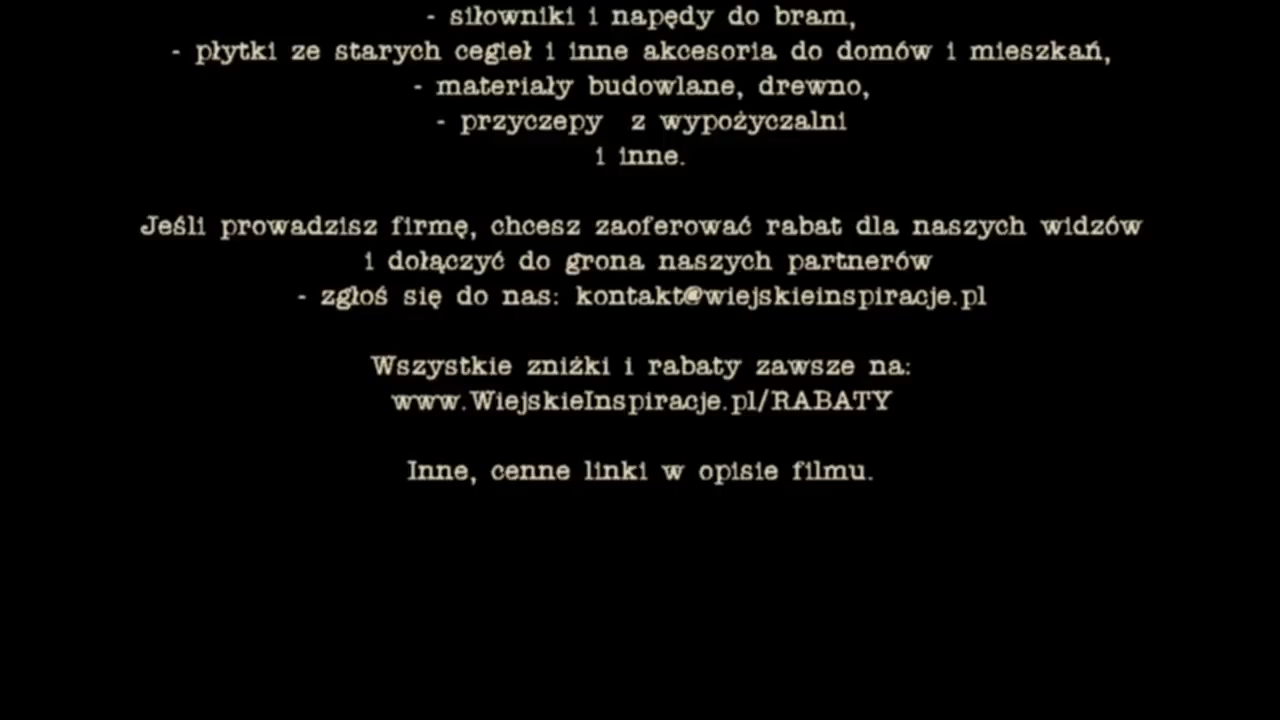 - siłowniki i napędy do bram,
- płytki ze starych cegieł i inne akcesoria do domów i mieszkań,
- materiały budowlane, drewno,
- przyczepy z wypożyczalni
i inne.
Jeśli prowadzisz firmę, chcesz zaoferować rabat dla naszych widzów
i dołączyć do grona naszych partnerów
- zgłoś się do nas: kontakt@wiejskieinspiracje.pl
Wszystkie zniżki i rabaty zawsze na:
www.WiejskieInspiracje.pl/RABATY
Inne, cenne linki w opisie filmu.